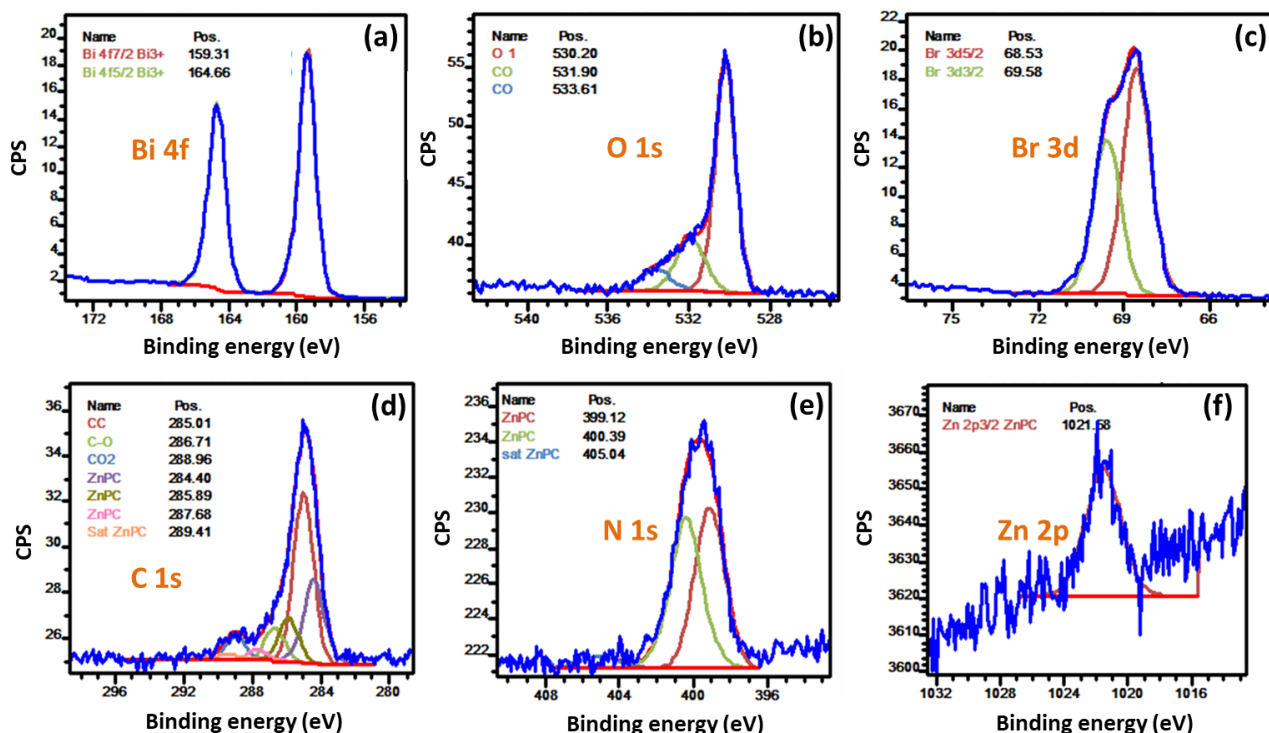 (a)
Name Pos.
Bi 4f7/2 Bi3+ 159.31
Bi 4f5/2 Bi3+ 164.66
Bi 4f
CPS
20
18
16
14
12
10
8
6
4
2
172 168 164 159 156
Binding energy (eV)
(b)
Name Pos.
O 1 530.20
CO 531.90
CO 533.61
O 1s
CPS
55
50
45
40
540 536 532 528
Binding energy (eV)
(c)
Name Pos.
Br 3d5/2 68.53
Br 3d3/2 69.58
Br 3d
CPS
22
20
18
16
14
12
10
8
6
4
75 72 69 66
Binding energy (eV)
(d)
Name Pos.
CC 285.01
C-O 286.71
CO2 288.96
ZnPC 284.40
ZnPC 285.89
ZnPC 287.68
Sat ZnPC 289.41
C 1s
CPS
36
34
32
30
28
26
296 292 288 284 280
Binding energy (eV)
(e)
Name Pos.
ZnPC 399.12
ZnPC 400.39
sat ZnPC 405.04
N 1s
CPS
236
234
232
230
228
226
224
222
408 404 400 396
Binding energy (eV)
(f)
Name Pos.
Zn 2p3/2 ZnPC 1021.58
Zn 2p
CPS
3670
3660
3650
3640
3630
3620
3610
3600
1032 1028 1024 1020 1016
Binding energy (eV)